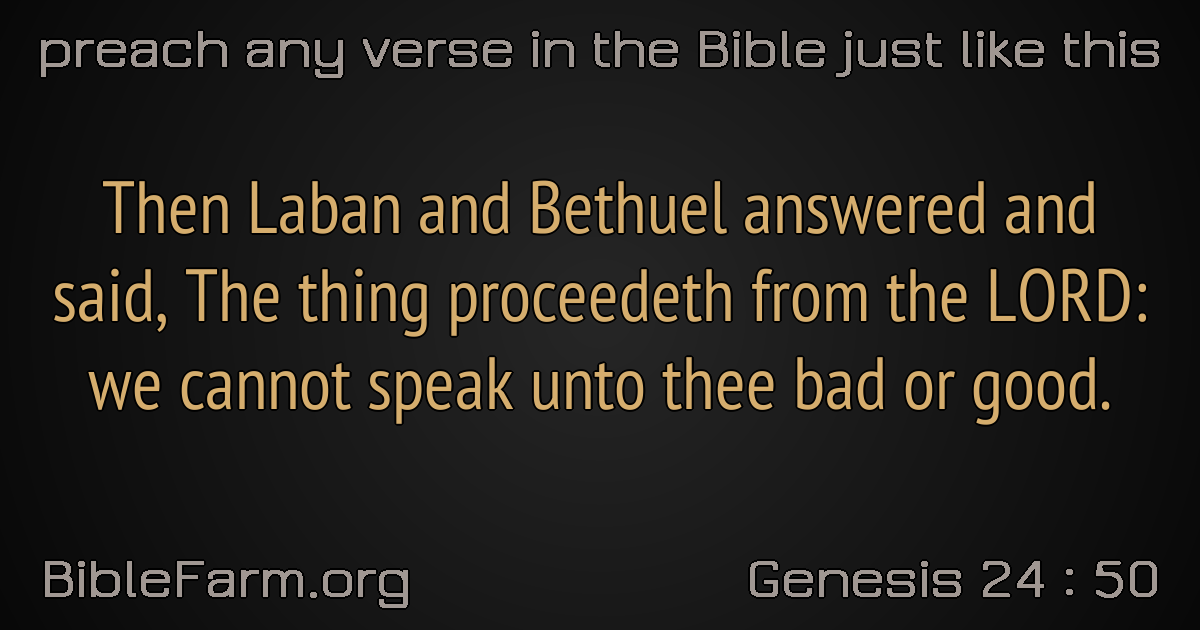 preach any verse in the Bible just like this
Then Laban and Bethuel answered and
said, The thing proceedeth from the LORD:
we cannot speak unto thee bad or good.
BibleFarm.org
Genesis 24 : 50